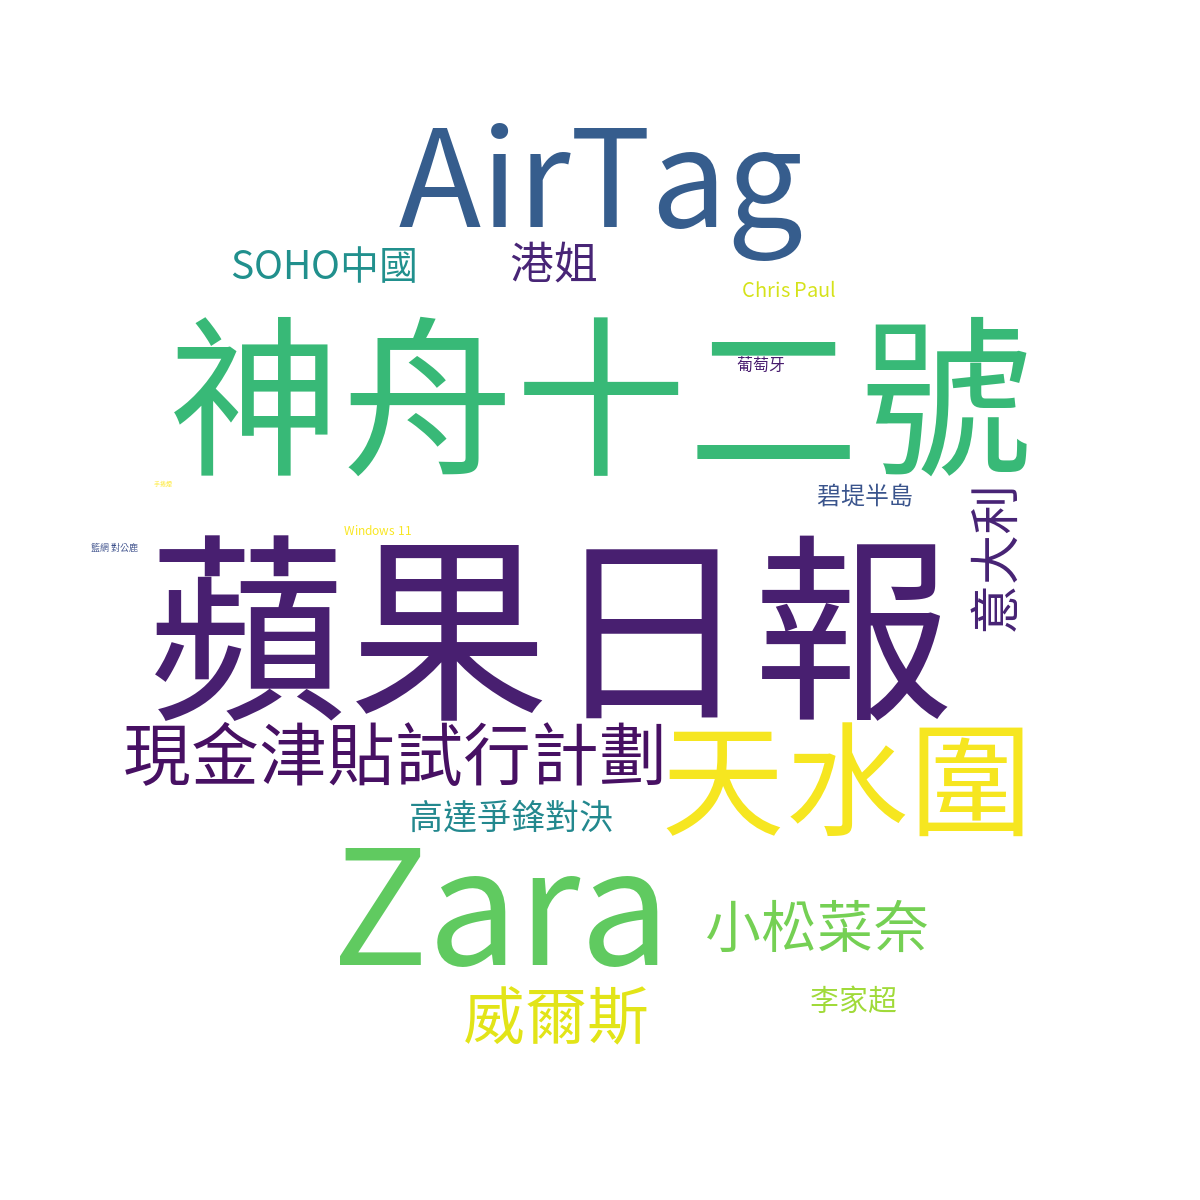 AirTag
SOHO中國
港姐
Chris Paul
神舟十二號
葡萄牙
碧堤半島
意大利
Windows 11
藍網 對公鹿
蘋果日報
現金津貼試行計劃
天水圍
高達爭鋒對決
Zara
小松菜奈
威爾斯
李家超